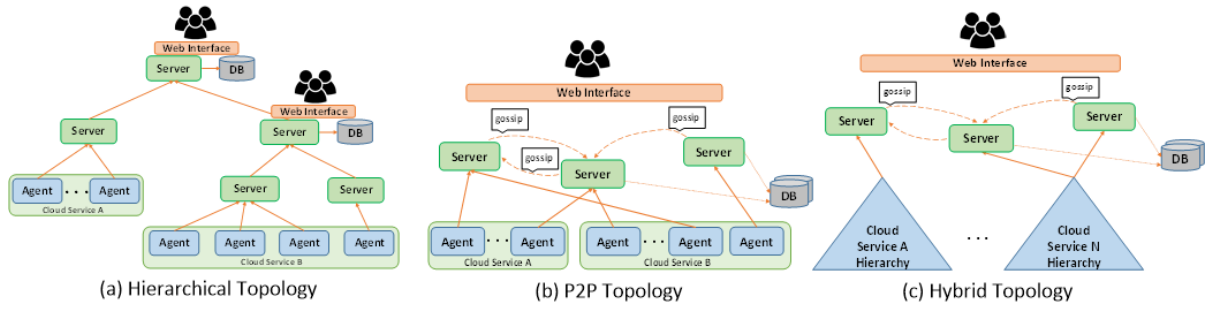 Web Interface
Server
DB
Web Interface
Server
DB
Server
Agent ... Agent
Cloud Service A
Server
Server
Agent
Agent
Agent
Agent
Cloud Service B
(a) Hierarchical Topology
Web Interface
gossip
gossip
gossip
Server
Server
Server
DB
Agent ... Agent
Cloud Service A
Agent ... Agent
Agent
Cloud Service B
(b) P2P Topology
Web Interface
gossip
gossip
Server
Server
Server
DB
Cloud
Service A
Hierarchy
...
Cloud
Service N
Hierarchy
(c) Hybrid Topology